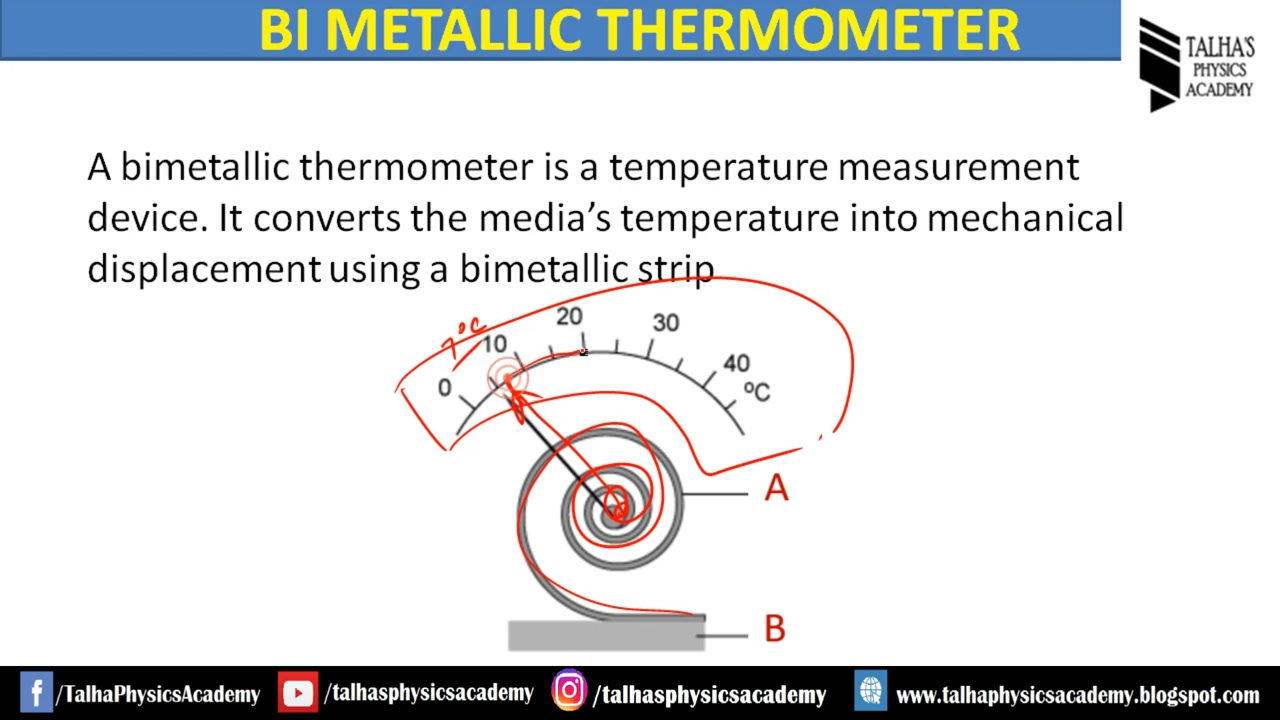 BI METALLIC THERMOMETER
TALHA'S
PHYSICS
ACADEMY
A bimetallic thermometer is a temperature measurement
device. It converts the media’s temperature into mechanical
displacement using a bimetallic strip
7°C
0
10
20
30
40
ºC
A
B
/TalhaPhysicsAcademy
/talhasphysicsacademy
/talhasphysicsacademy
www.talhaphysicsacademy.blogspot.com